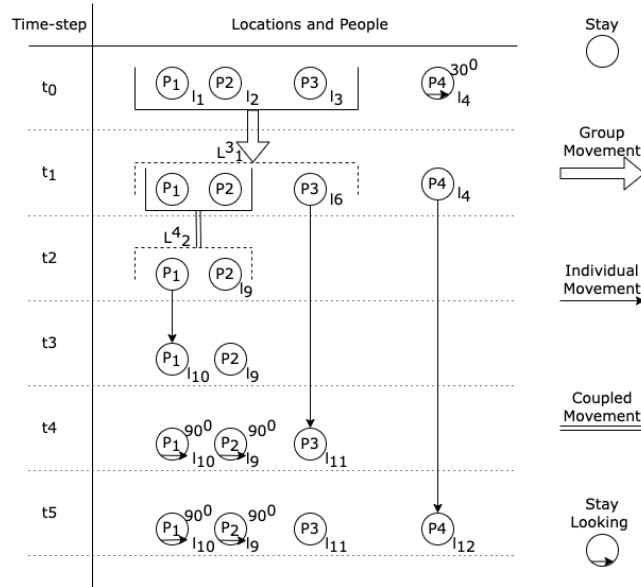 Time-step Locations and People Stay
t0 P1 l1 P2 l2 P3 l3 P4 30⁰ l4
Group
Movement
L³1
t1 P1 P2 P3 l6 P4 l4
L⁴2
t2 P1 P2 l9
Individual
Movement
t3 P1 l10 P2 l9
Coupled
Movement
t4 P1 90⁰ l10 P2 90⁰ l9 P3 l11
Stay
Looking
t5 P1 90⁰ l10 P2 90⁰ l9 P3 l11 P4 l12